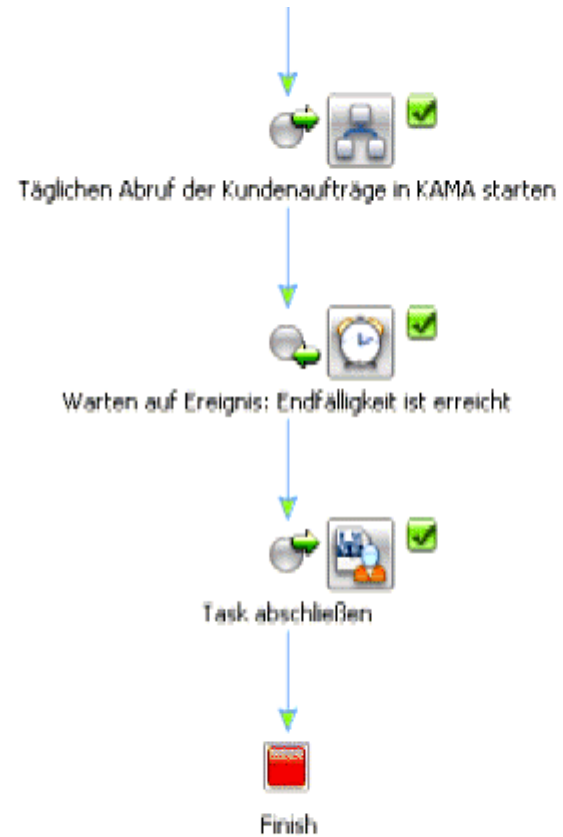 Täglichen Abruf der Kundenaufträge in KAMA starten
Warten auf Ereignis: Endfälligkeit ist erreicht
Task abschließen
Finish